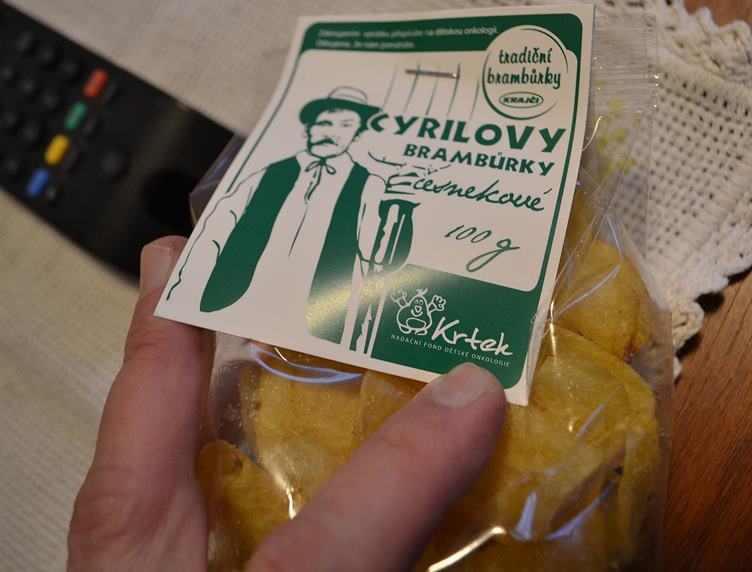 Zakoupením výrobku přispějete na dětskou onkologii.
Děkujeme, že nám pomáháte.
tradiční
brambůrky
KRAJČI
CYRILOVY
BRAMBŮRKY
česnekové
100 g
Krtek
NADAČNÍ FOND DĚTSKÉ ONKOLOGIE